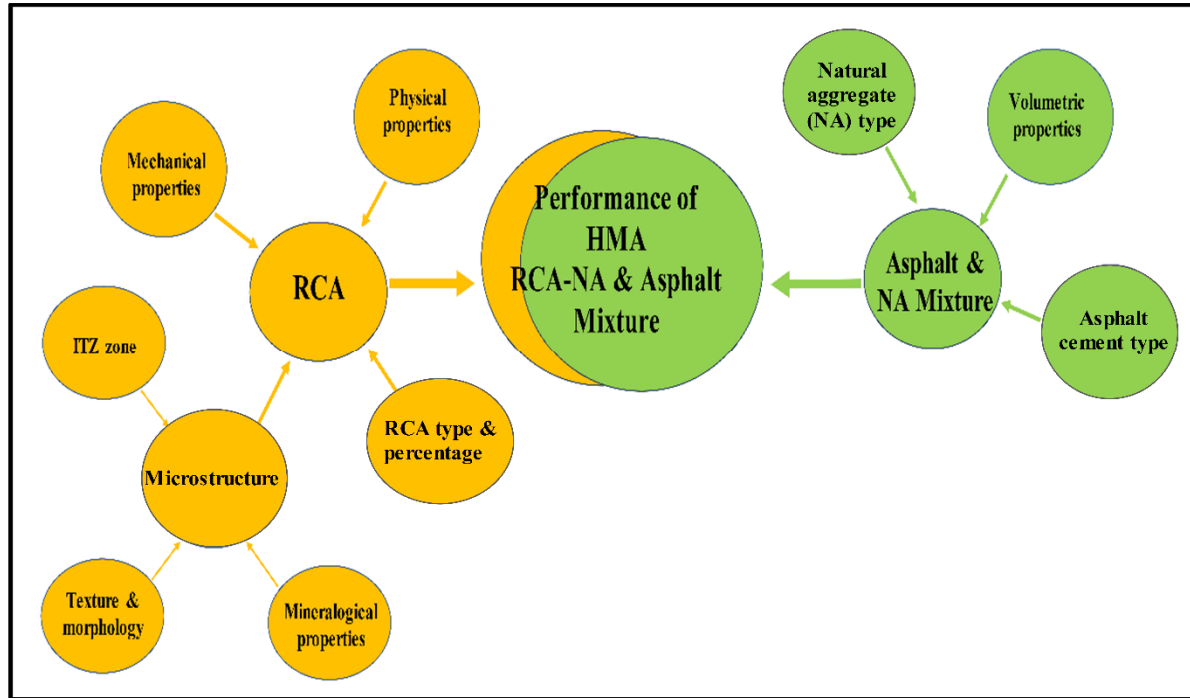 Physical
properties
Mechanical
properties
RCA
ITZ zone
Microstructure
RCA type &
percentage
Texture &
morphology
Mineralogical
properties
Performance of
HMA
RCA-NA & Asphalt
Mixture
Natural
aggregate
(NA) type
Volumetric
properties
Asphalt &
NA Mixture
Asphalt
cement type